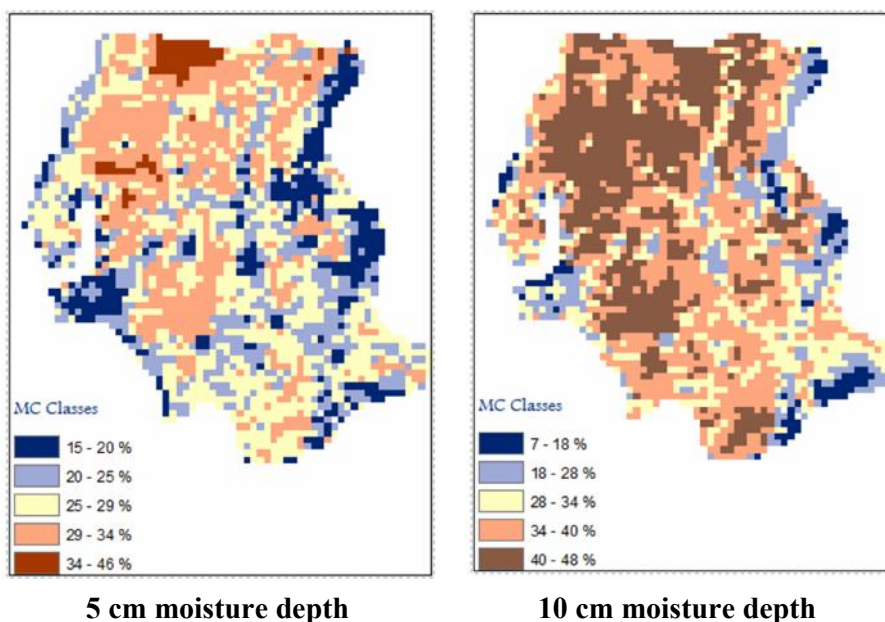 MC Classes
15 - 20 %
20 - 25 %
25 - 29 %
29 - 34 %
34 - 46 %
5 cm moisture depth
MC Classes
7 - 18 %
18 - 28 %
28 - 34 %
34 - 40 %
40 - 48 %
10 cm moisture depth